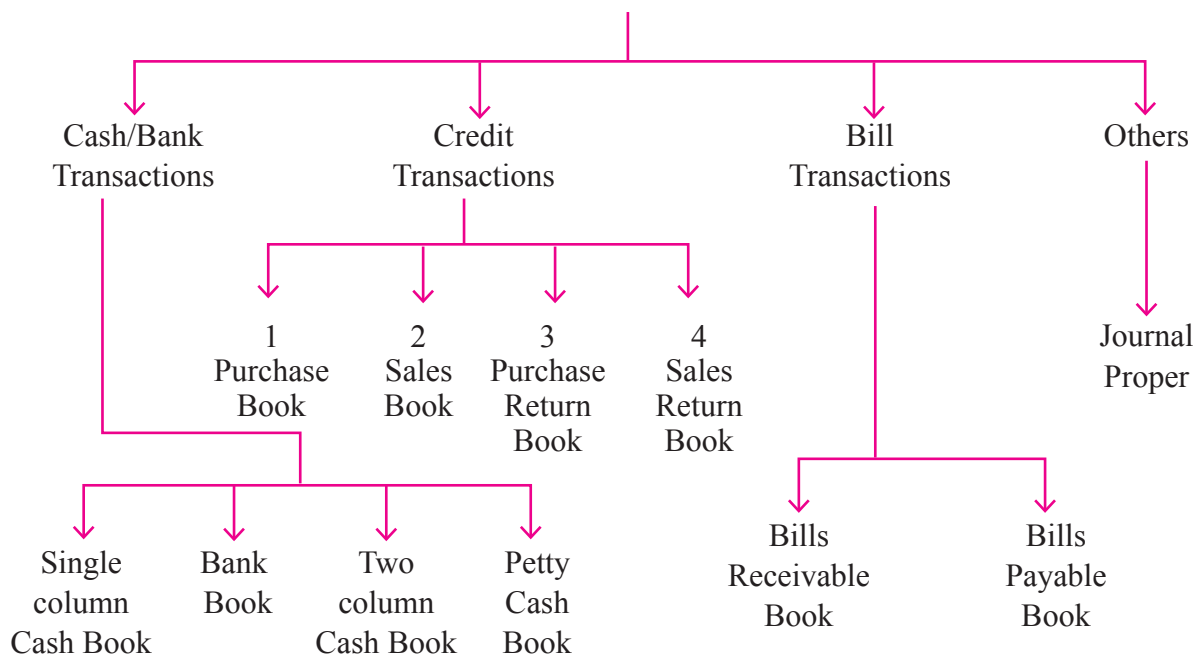 Cash/Bank
Transactions
Credit
Transactions
Bill
Transactions
Others
1
Purchase
Book
2
Sales
Book
3
Purchase
Return
Book
4
Sales
Return
Book
Journal
Proper
Single
column
Cash Book
Bank
Book
Two
column
Cash Book
Petty
Cash
Book
Bills
Receivable
Book
Bills
Payable
Book